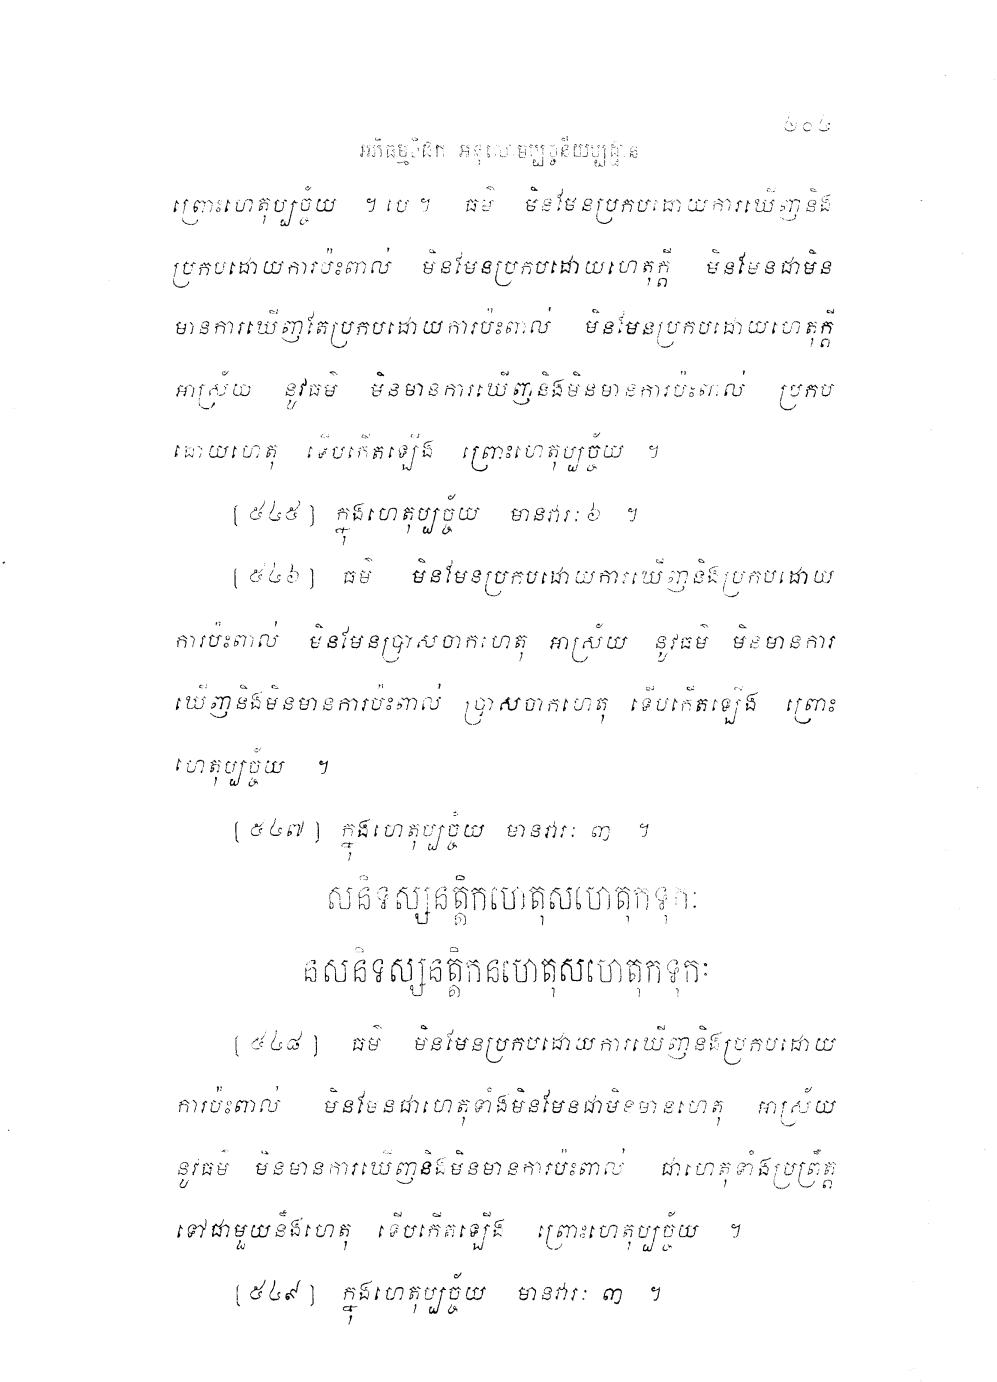 ៦០៤
អភិធម្មបិដក អនុលោមប្បច្ចនីយប្បដ្ឋាន
ព្រោះហេតុប្បច្ច័យ ។ បេ ។ ធម៌ មិនមែនប្រកបដោយការឃើញនិង
ប្រកបដោយការប៉ះពាល់ មិនមែនប្រកបដោយហេតុក្តី មិនមែនជាមិន
មានការឃើញតែប្រកបដោយការប៉ះពាល់ មិនមែនប្រកបដោយហេតុក្តី
អាស្រ័យ នូវធម៌ មិនមានការឃើញនិងមិនមានការប៉ះពាល់ ប្រកប
ដោយហេតុ ទើបកើតឡើង ព្រោះហេតុប្បច្ច័យ ។
[ ៥៤៥ ] ក្នុងហេតុប្បច្ច័យ មានវារៈ ៦ ។
[ ៥៤៦ ] ធម៌ មិនមែនប្រកបដោយការឃើញនិងប្រកបដោយ
ការប៉ះពាល់ មិនមែនប្រាសចាកហេតុ អាស្រ័យ នូវធម៌ មិនមានការ
ឃើញនិងមិនមានការប៉ះពាល់ ប្រាសចាកហេតុ ទើបកើតឡើង ព្រោះ
ហេតុប្បច្ច័យ ។
[ ៥៤៧ ] ក្នុងហេតុប្បច្ច័យ មានវារៈ ៣ ។
សនិទស្សនត្តិកហេតុសហេតុកទុកៈ
នសនិទស្សនត្តិកនហេតុសហេតុកទុកៈ
[ ៥៤៨ ] ធម៌ មិនមែនប្រកបដោយការឃើញនិងប្រកបដោយ
ការប៉ះពាល់ មិនមែនជាហេតុទាំងមិនមែនជាមិនមានហេតុ អាស្រ័យ
នូវធម៌ មិនមានការឃើញនិងមិនមានការប៉ះពាល់ ជាហេតុទាំងប្រព្រឹត្ត
ទៅជាមួយនឹងហេតុ ទើបកើតឡើង ព្រោះហេតុប្បច្ច័យ ។
[ ៥៤៩ ] ក្នុងហេតុប្បច្ច័យ មានវារៈ ៣ ។